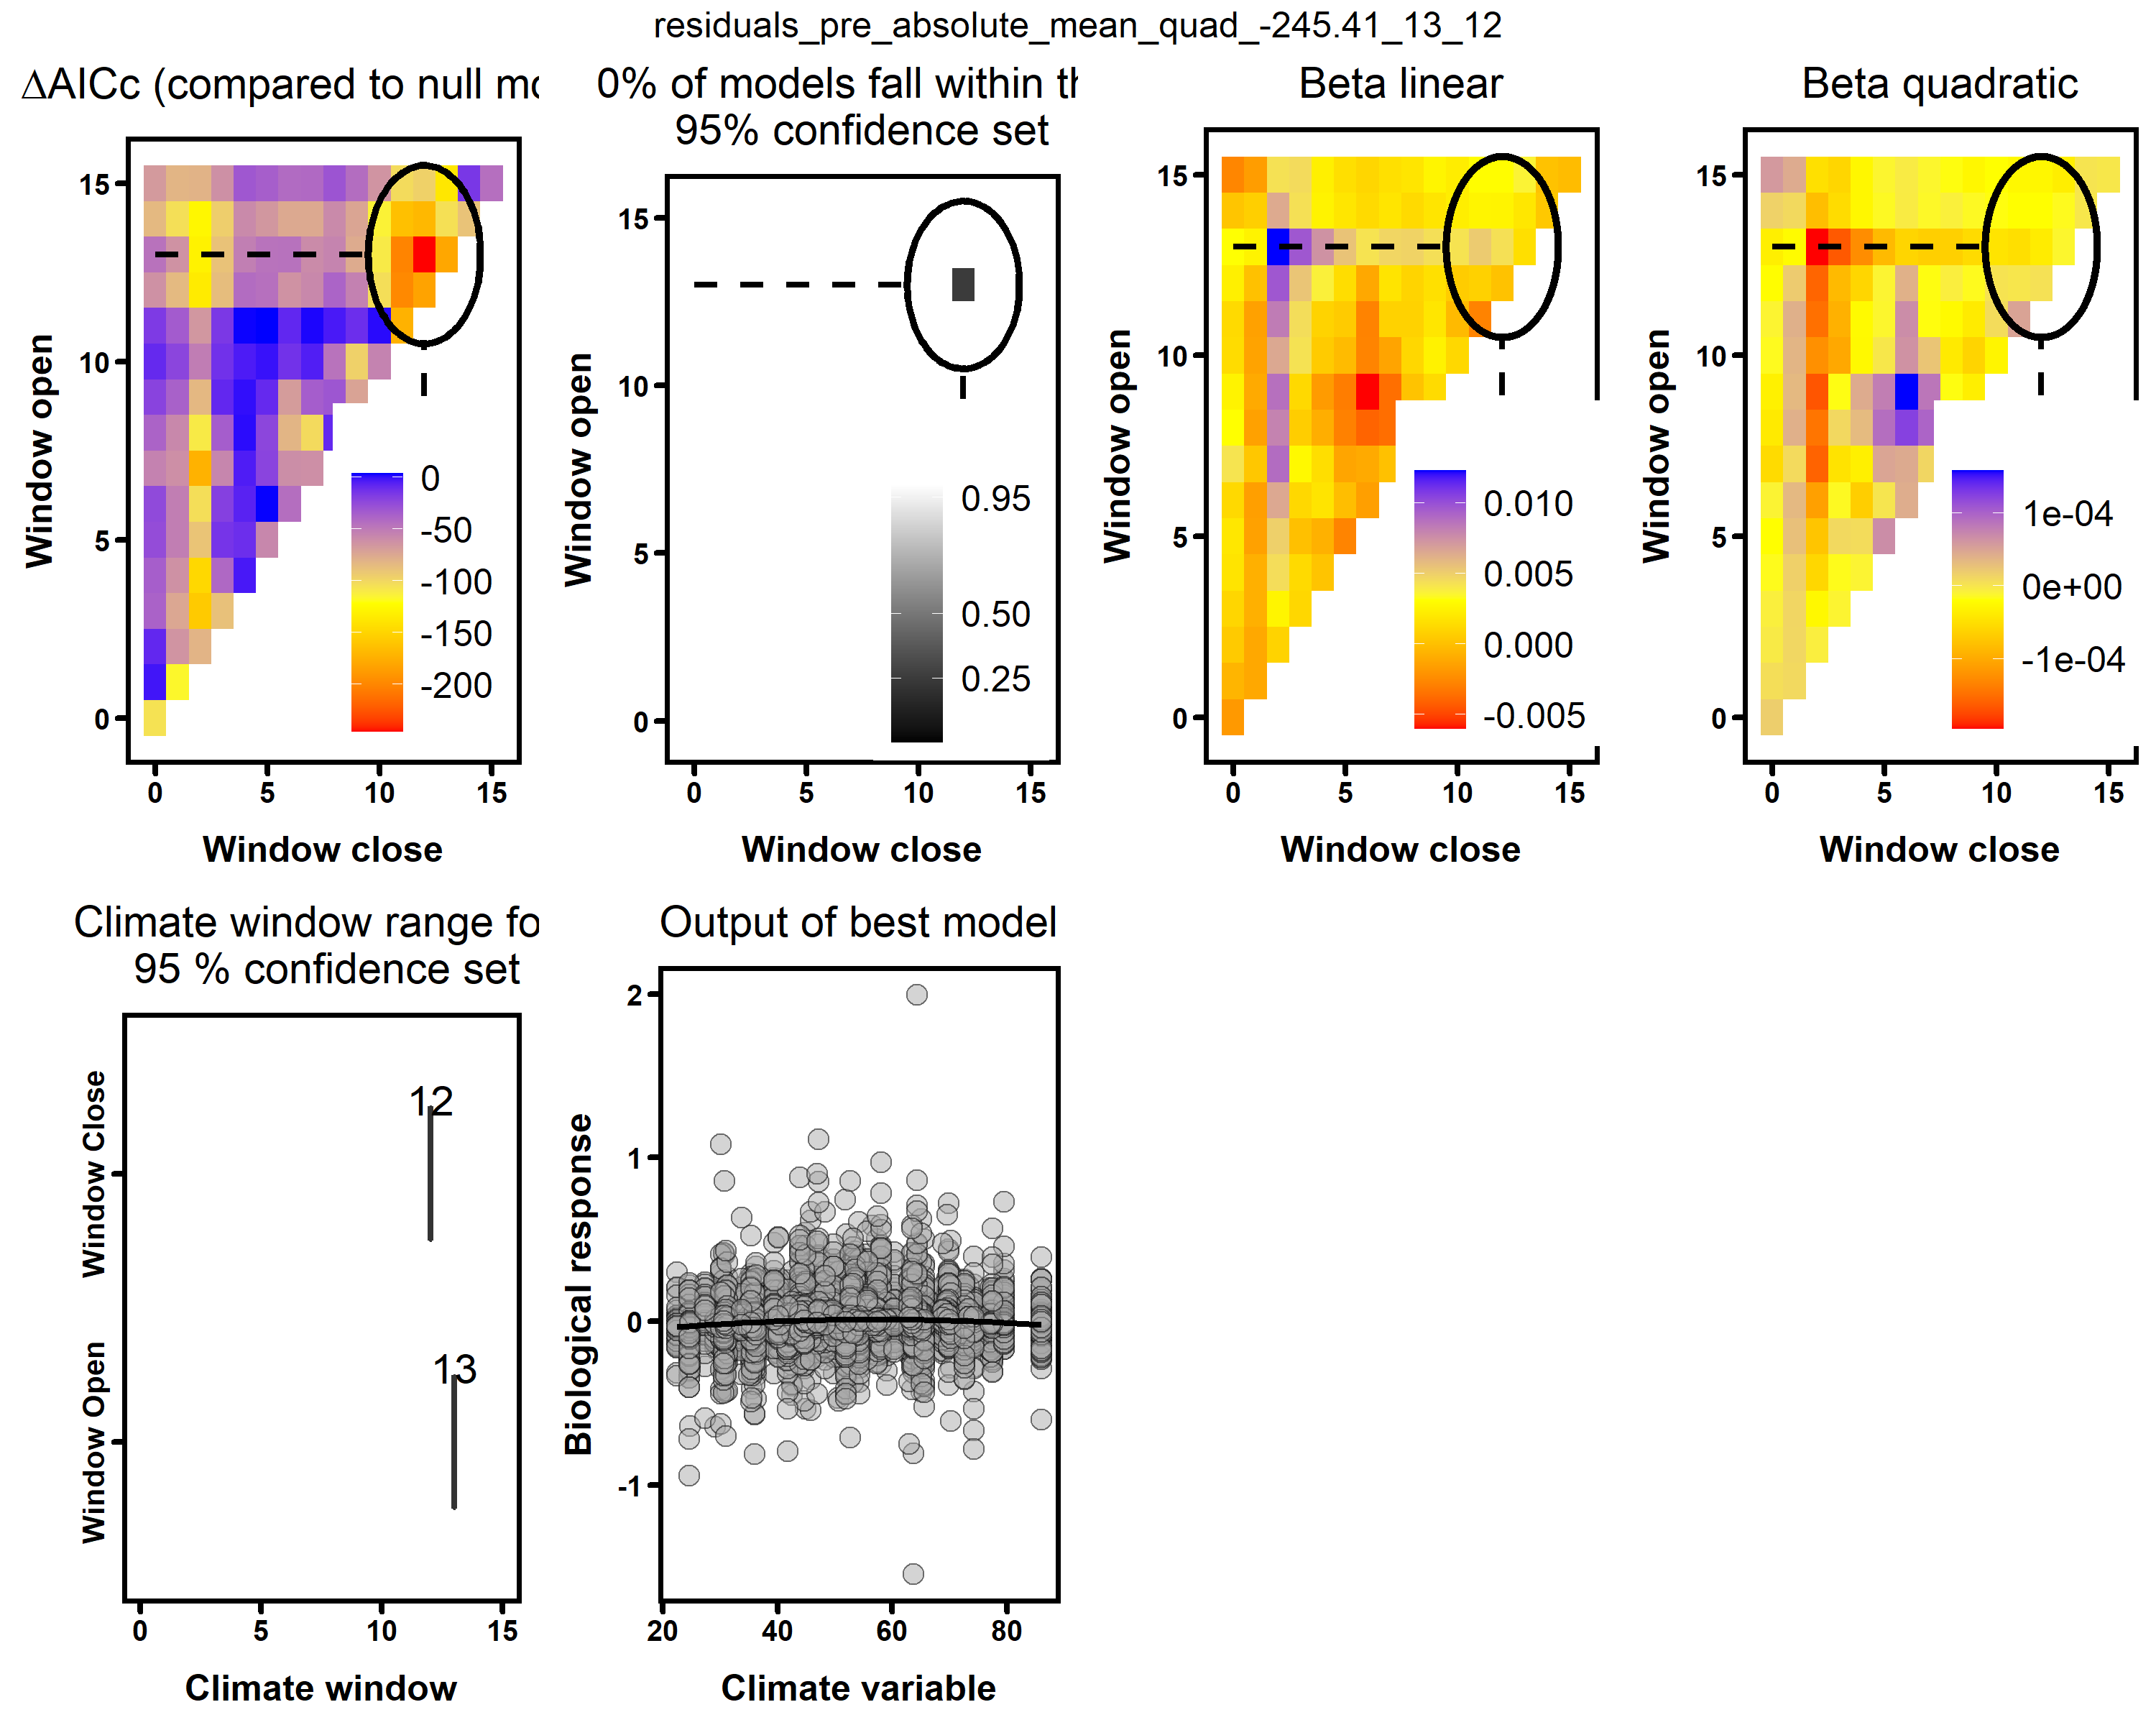 residuals_pre_absolute_mean_quad_-245.41_13_12
ΔAICc (compared to null mo
Window open
15
10
5
0
0
-50
-100
-150
-200
0
5
10
15
Window close
0% of models fall within th
95% confidence set
Window open
15
10
5
0
0.95
0.50
0.25
0
5
10
15
Window close
Beta linear
Window open
15
10
5
0
0.010
0.005
0.000
-0.005
0
5
10
15
Window close
Beta quadratic
Window open
15
10
5
0
1e-04
0e+00
-1e-04
0
5
10
15
Window close
Climate window range fo
95 % confidence set
Window Close
Window Open
12
13
0
5
10
15
Climate window
Output of best model
Biological response
2
1
0
-1
20
40
60
80
Climate variable